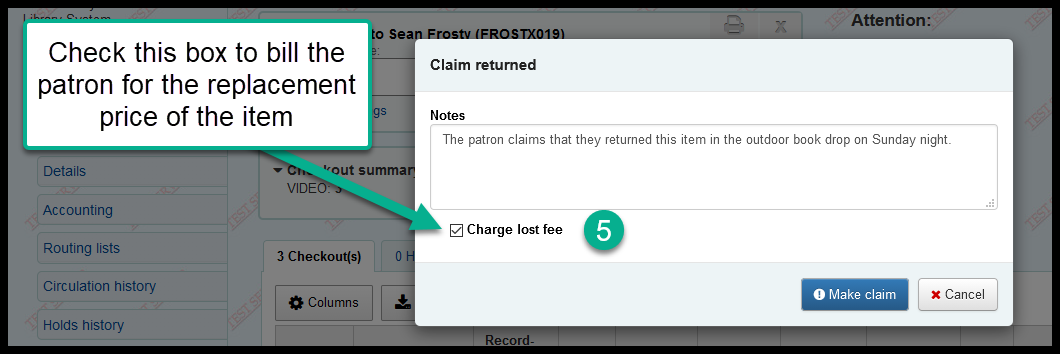 Library System
Attention:
to Sean Frosty (FROSTX019)
Check this box to bill the
patron for the replacement
price of the item
Claim returned
Notes
The patron claims that they returned this item in the outdoor book drop on Sunday night.
Charge lost fee
5
Make claim
Cancel
Details
Accounting
Routing lists
Circulation history
Holds history
Checkout summary
VIDEO: 3
3 Checkout(s)
0 H
Columns
Record-